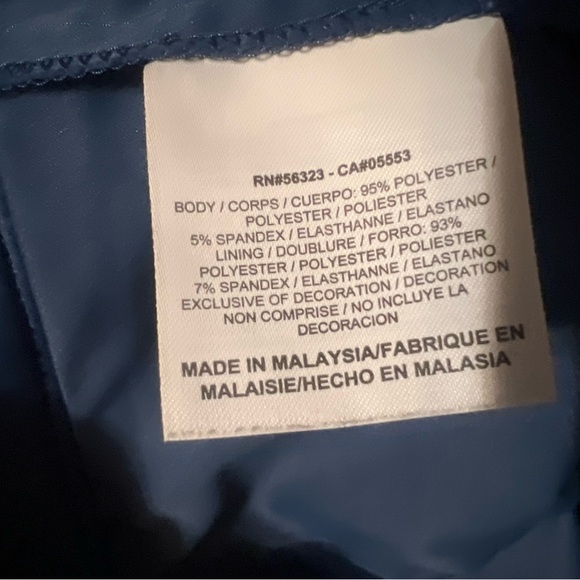 RN#56323 - CA#05553
BODY / CORPS / CUERPO: 95% POLYESTER /
POLYESTER / POLIESTER
5% SPANDEX / ELASTHANNE / ELASTANO
LINING / DOUBLURE / FORRO: 93%
POLYESTER / POLYESTER / POLIESTER
7% SPANDEX / ELASTHANNE / ELASTANO
EXCLUSIVE OF DECORATION / DECORATION
NON COMPRISE / NO INCLUYE LA
DECORACION
MADE IN MALAYSIA/FABRIQUE EN
MALAISIE/HECHO EN MALASIA